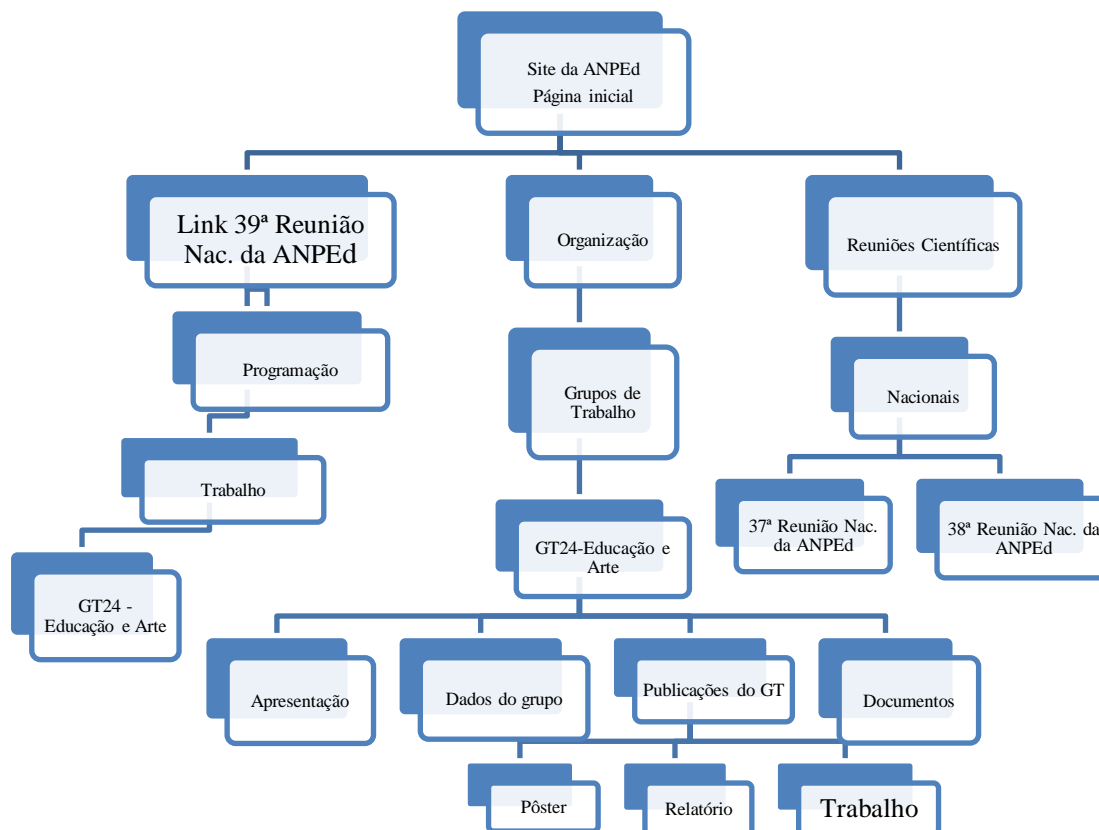 Site da ANPEd
Página inicial
Link 39ª Reunião
Nac. da ANPEd
Organização
Reuniões Científicas
Programação
Grupos de
Trabalho
Nacionais
Trabalho
GT24-Educação e
Arte
37ª Reunião Nac.
da ANPEd
38ª Reunião Nac. da
ANPEd
GT24 -
Educação e Arte
Apresentação
Dados do grupo
Publicações do GT
Documentos
Pôster
Relatório
Trabalho